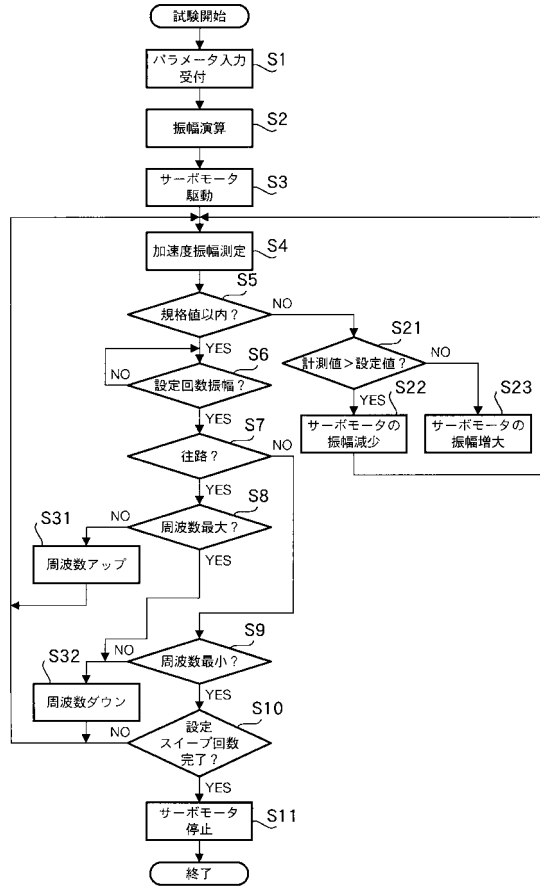 試験開始
パラメータ入力
受付
S1
振幅演算
S2
サーボモータ
駆動
S3
加速度振幅測定
S4
規格値以内?
S5
NO
YES
計測値>設定値?
S21
NO
YES
設定回数振幅?
S6
NO
YES
サーボモータの
振幅減少
S22
サーボモータの
振幅増大
S23
往路?
S7
NO
YES
周波数最大?
S8
NO
YES
周波数アップ
S31
周波数最小?
S9
NO
YES
周波数ダウン
S32
設定
スイープ回数
完了?
S10
NO
YES
サーボモータ
停止
S11
終了